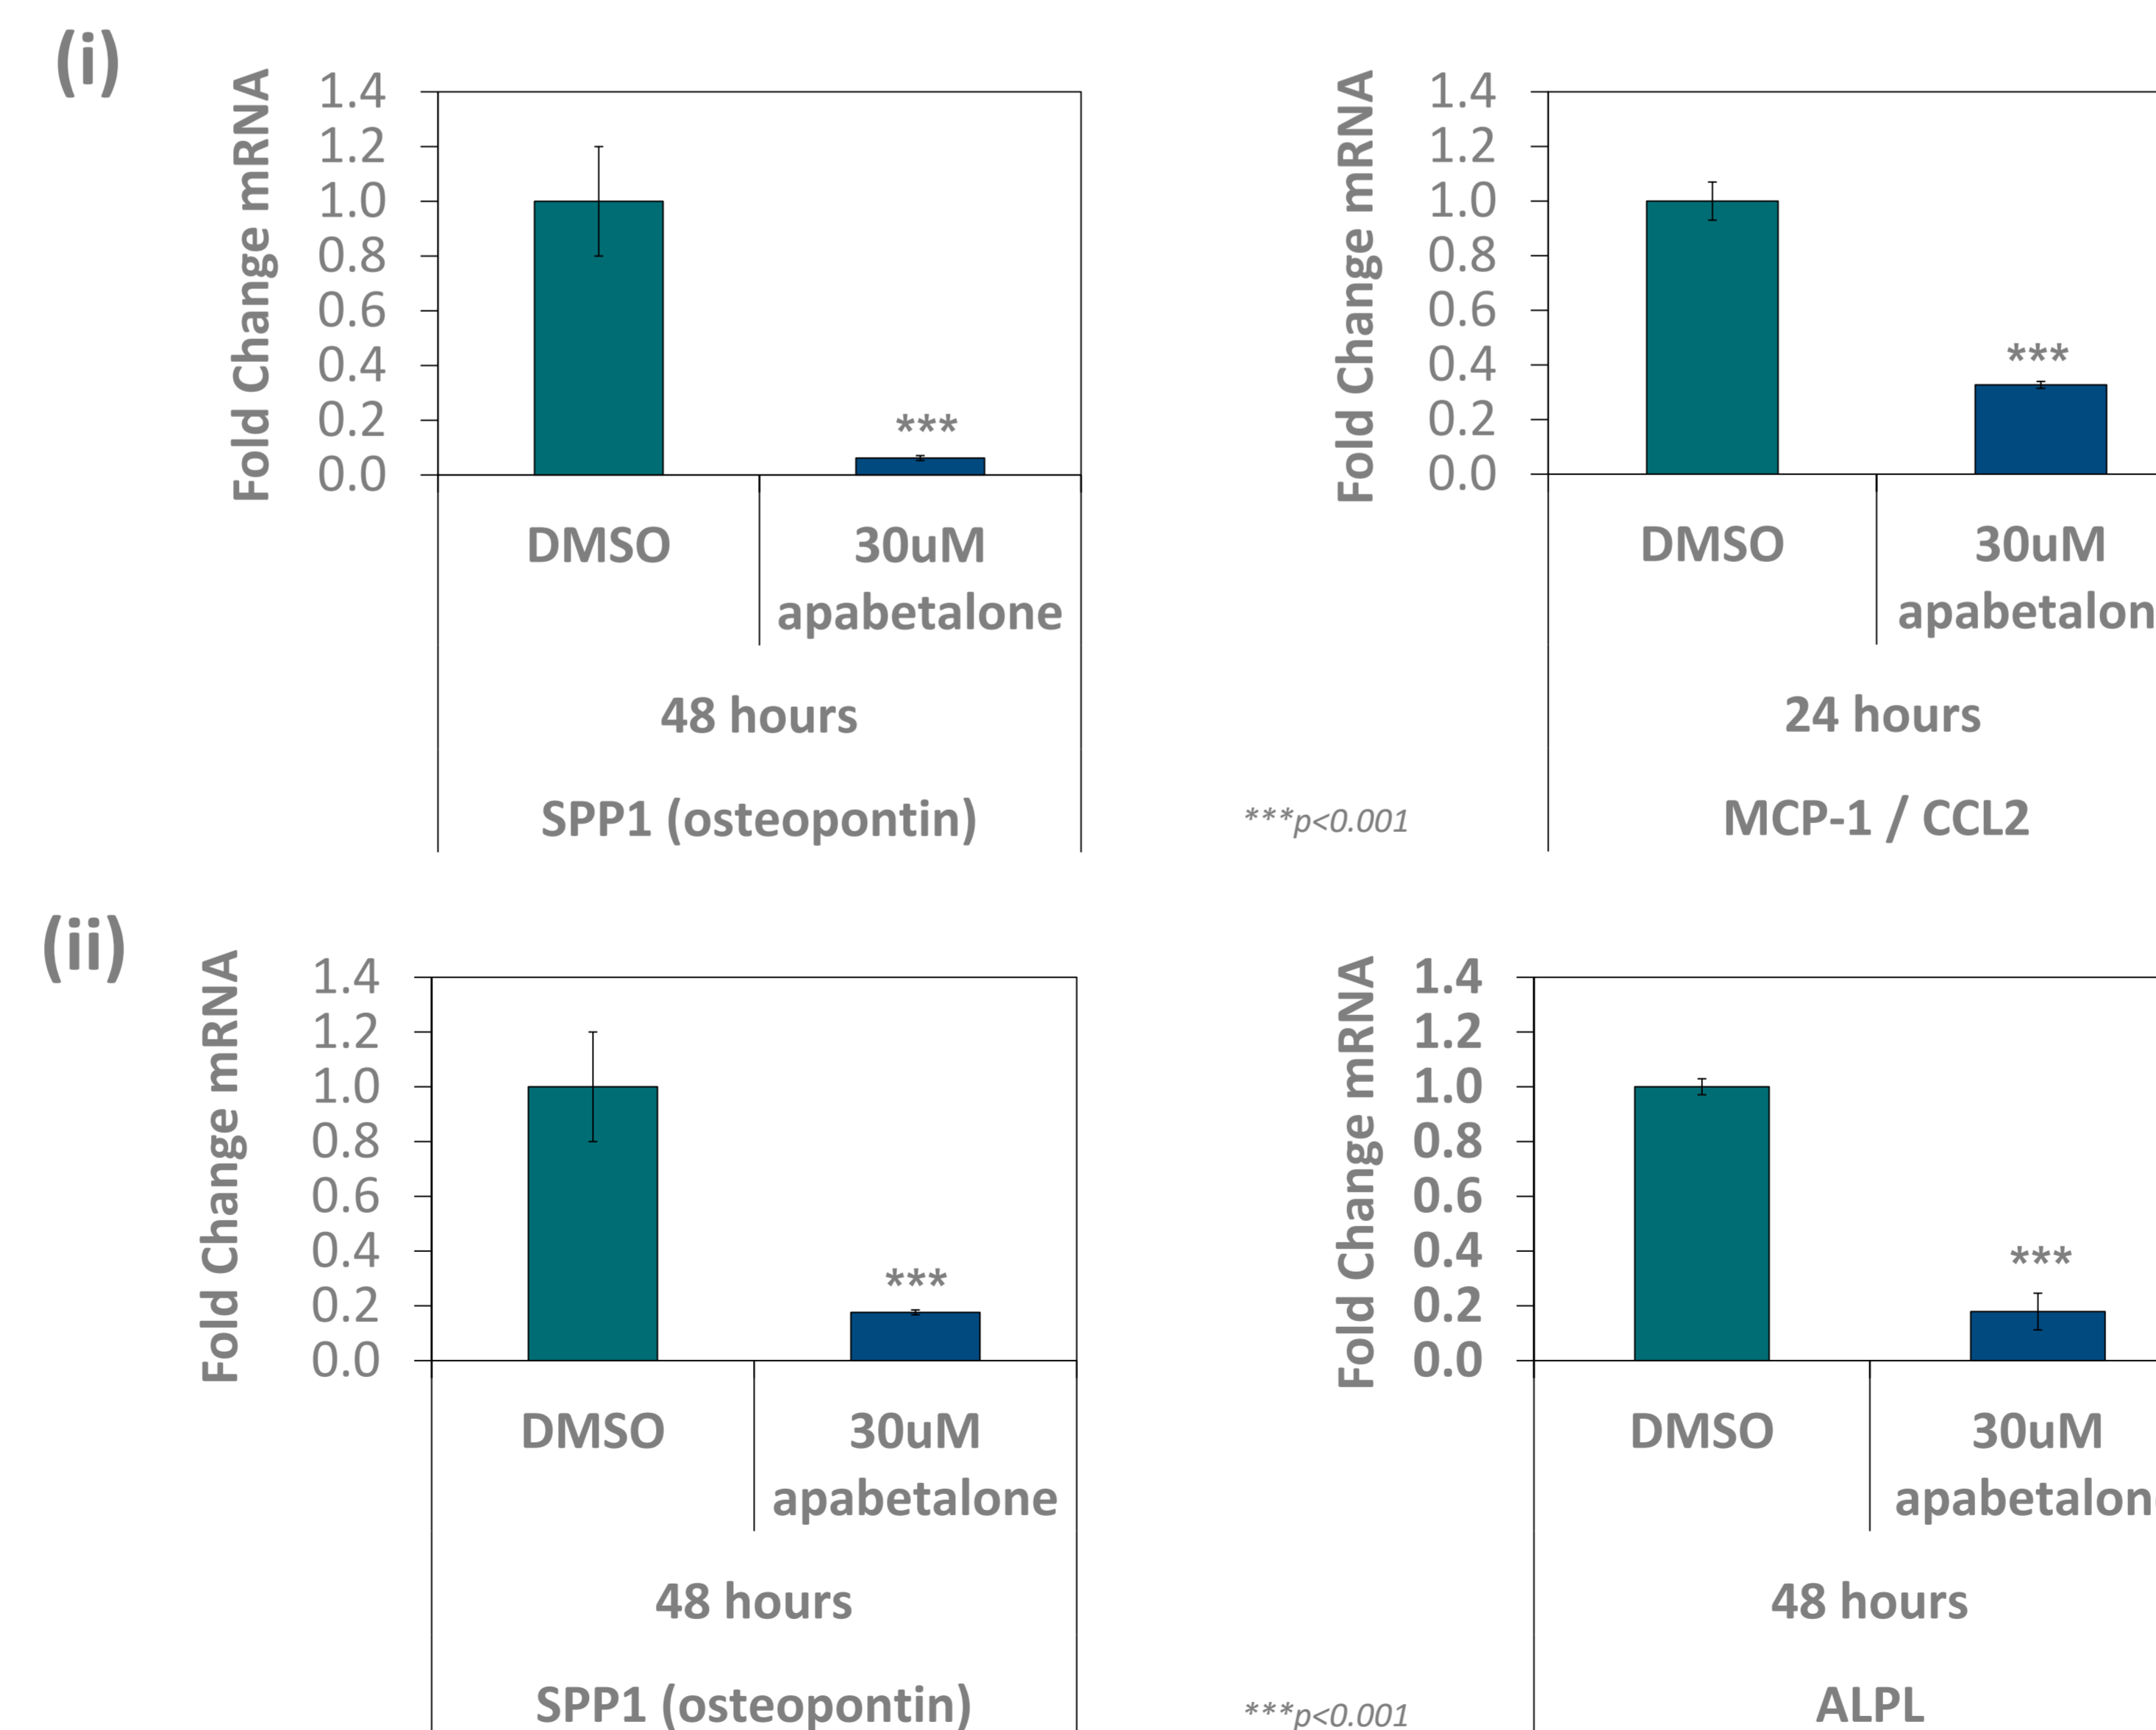 (i)
Fold Change mRNA
1.4
1.2
1.0
0.8
0.6
0.4
0.2
0.0
***
DMSO
30uM
apabetalone
48 hours
SPP1 (osteopontin)
***p<0.001
Fold Change mRNA
1.4
1.2
1.0
0.8
0.6
0.4
0.2
0.0
***
DMSO
30uM
apabetalon
24 hours
MCP-1 / CCL2
(ii)
Fold Change mRNA
1.4
1.2
1.0
0.8
0.6
0.4
0.2
0.0
***
DMSO
30uM
apabetalone
48 hours
SPP1 (osteopontin)
***p<0.001
Fold Change mRNA
1.4
1.2
1.0
0.8
0.6
0.4
0.2
0.0
***
DMSO
30uM
apabetalon
48 hours
ALPL